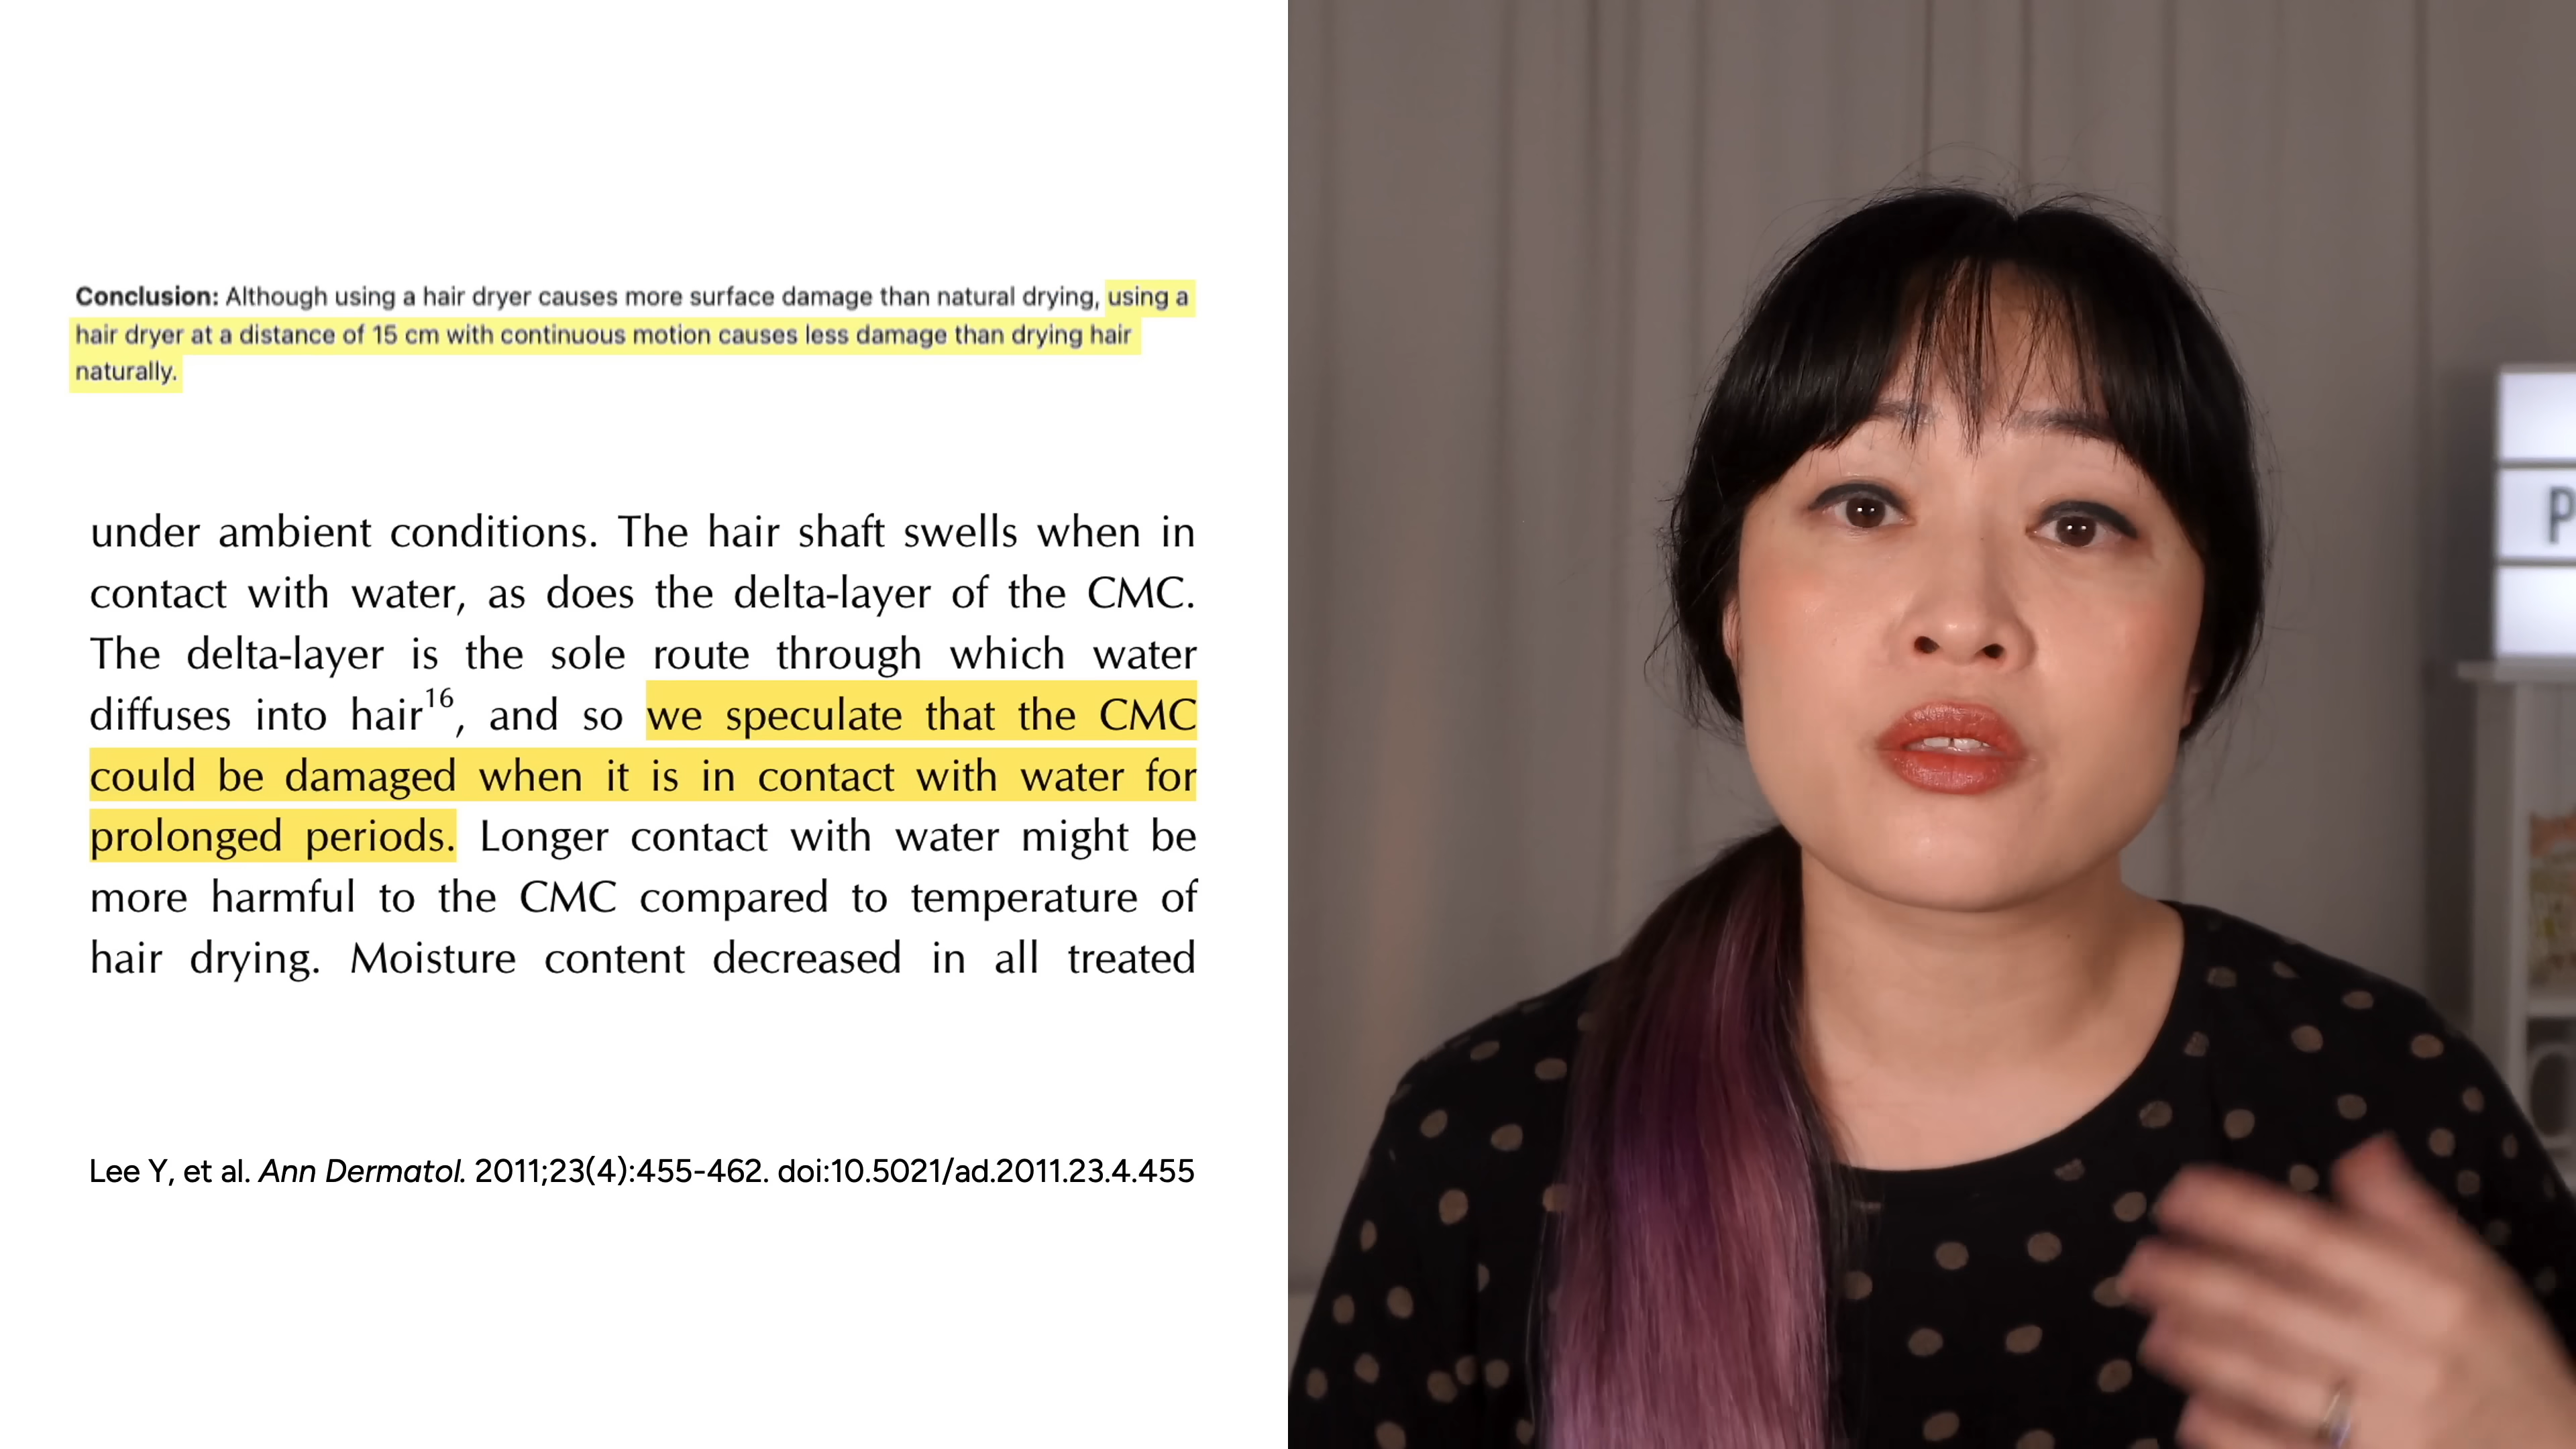 Conclusion: Although using a hair dryer causes more surface damage than natural drying, using a
hair dryer at a distance of 15 cm with continuous motion causes less damage than drying hair
naturally.
under ambient conditions. The hair shaft swells when in
contact with water, as does the delta-layer of the CMC.
The delta-layer is the sole route through which water
diffuses into hair16, and so we speculate that the CMC
could be damaged when it is in contact with water for
prolonged periods. Longer contact with water might be
more harmful to the CMC compared to temperature of
hair drying. Moisture content decreased in all treated
Lee Y, et al. Ann Dermatol. 2011;23(4):455-462. doi:10.5021/ad.2011.23.4.455
P